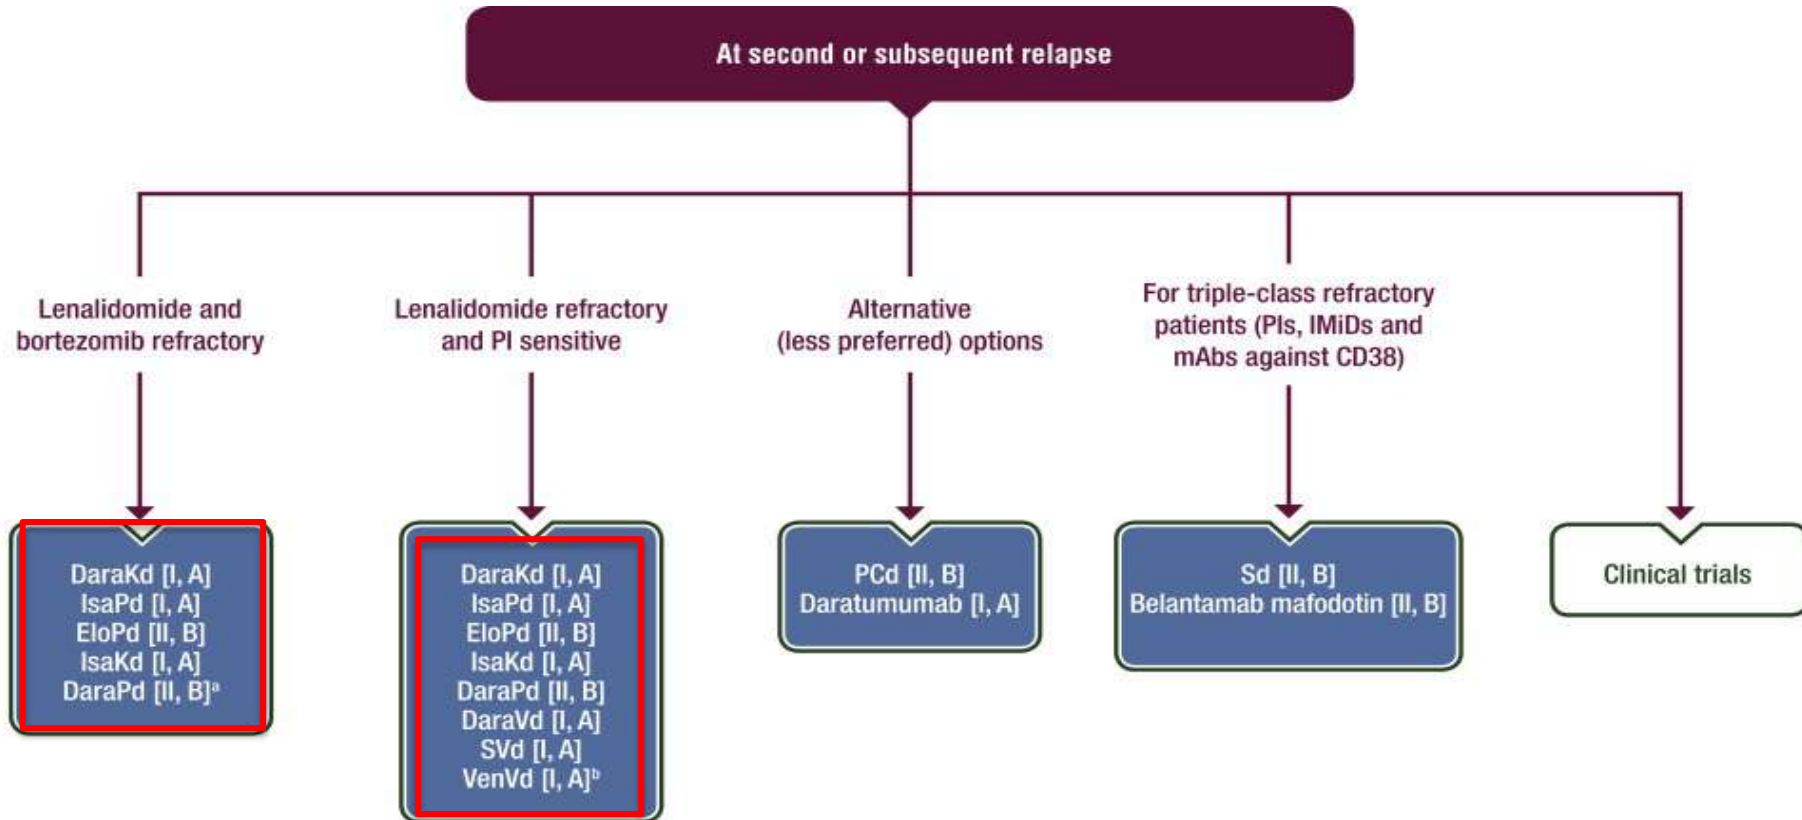 At second or subsequent relapse
Lenalidomide and
bortezomib refractory
Lenalidomide refractory
and PI sensitive
Alternative
(less preferred) options
For triple-class refractory
patients (PIs, IMiDs and
mAbs against CD38)
DaraKd [I, A]
IsaPd [I, A]
EloPd [II, B]
IsaKd [I, A]
DaraPd [II, B]ᵃ
DaraKd [I, A]
IsaPd [I, A]
EloPd [II, B]
IsaKd [I, A]
DaraPd [II, B]
DaraVd [I, A]
SVd [I, A]
VenVd [I, A]ᵇ
PCd [II, B]
Daratumumab [I, A]
Sd [II, B]
Belantamab mafodotin [II, B]
Clinical trials